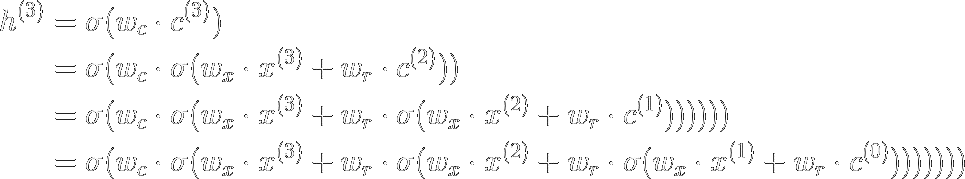 h^{(3)} = σ(w_c · c^{(3)})
= σ(w_c · σ(w_x · x^{(3)} + w_r · c^{(2)}))
= σ(w_c · σ(w_x · x^{(3)} + w_r · σ(w_x · x^{(2)} + w_r · c^{(1)}))))))
= σ(w_c · σ(w_x · x^{(3)} + w_r · σ(w_x · x^{(2)} + w_r · σ(w_x · x^{(1)} + w_r · c^{(0)})))))))